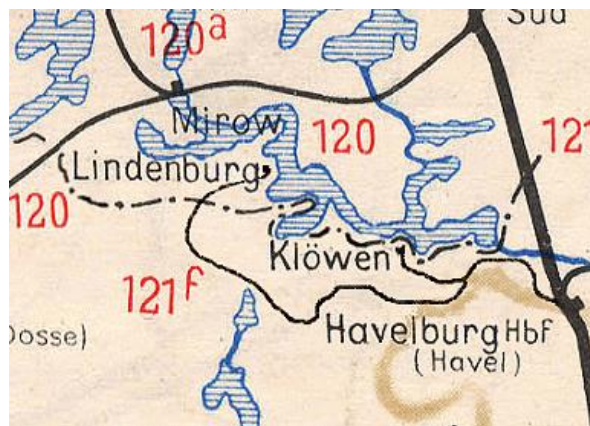 Süd
120a
Mirow
120
121
Lindenburg
120
Klöwen
121f
Dosse)
Havelburg Hbf
(Havel)